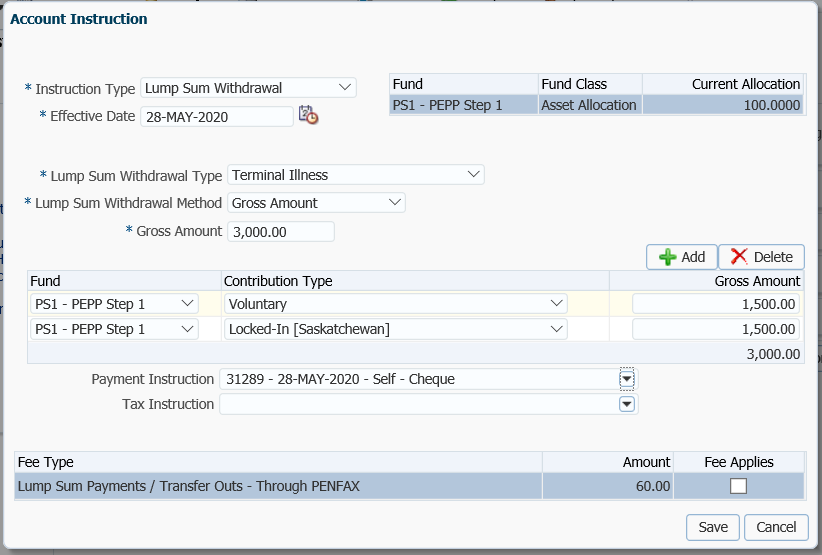 Account Instruction
* Instruction Type Lump Sum Withdrawal
* Effective Date 28-MAY-2020
Fund Fund Class Current Allocation
PS1 - PEPP Step 1 Asset Allocation 100.0000
* Lump Sum Withdrawal Type Terminal Illness
* Lump Sum Withdrawal Method Gross Amount
* Gross Amount 3,000.00
Add Delete
Fund Contribution Type Gross Amount
PS1 - PEPP Step 1 Voluntary 1,500.00
PS1 - PEPP Step 1 Locked-In [Saskatchewan] 1,500.00
3,000.00
Payment Instruction 31289 - 28-MAY-2020 - Self - Cheque
Tax Instruction
Fee Type Amount Fee Applies
Lump Sum Payments / Transfer Outs - Through PENFAX 60.00
Save Cancel